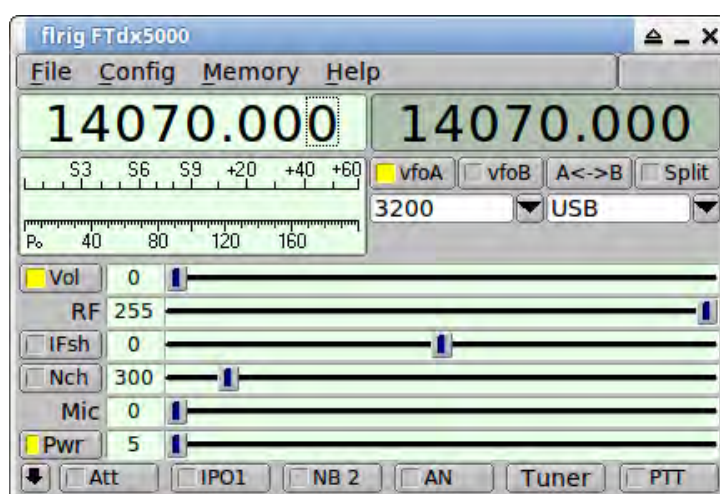 flrig FTdx5000
File Config Memory Help
14070.000 14070.000
S3 S6 S9 +20 +40 +60
vfoA vfoB A<->B Split
3200 USB
Po 40 80 120 160
Vol 0
RF 255
IFsh 0
Nch 300
Mic 0
Pwr 5
Att IPO1 NB 2 AN Tuner PTT